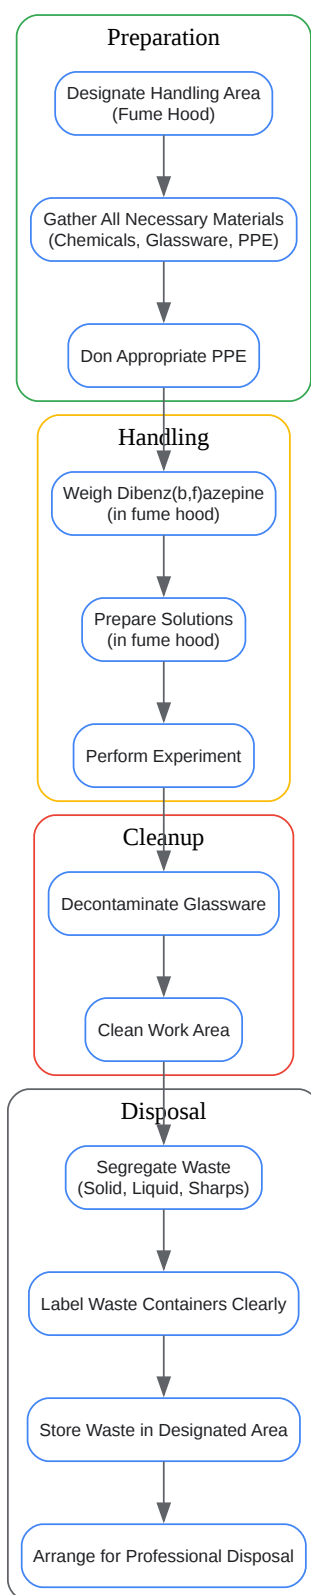 Preparation
Designate Handling Area
(Fume Hood)
Gather All Necessary Materials
(Chemicals, Glassware, PPE)
Don Appropriate PPE
Handling
Weigh Dibenz(b,f)azepine
(in fume hood)
Prepare Solutions
(in fume hood)
Perform Experiment
Cleanup
Decontaminate Glassware
Clean Work Area
Disposal
Segregate Waste
(Solid, Liquid, Sharps)
Label Waste Containers Clearly
Store Waste in Designated Area
Arrange for Professional Disposal